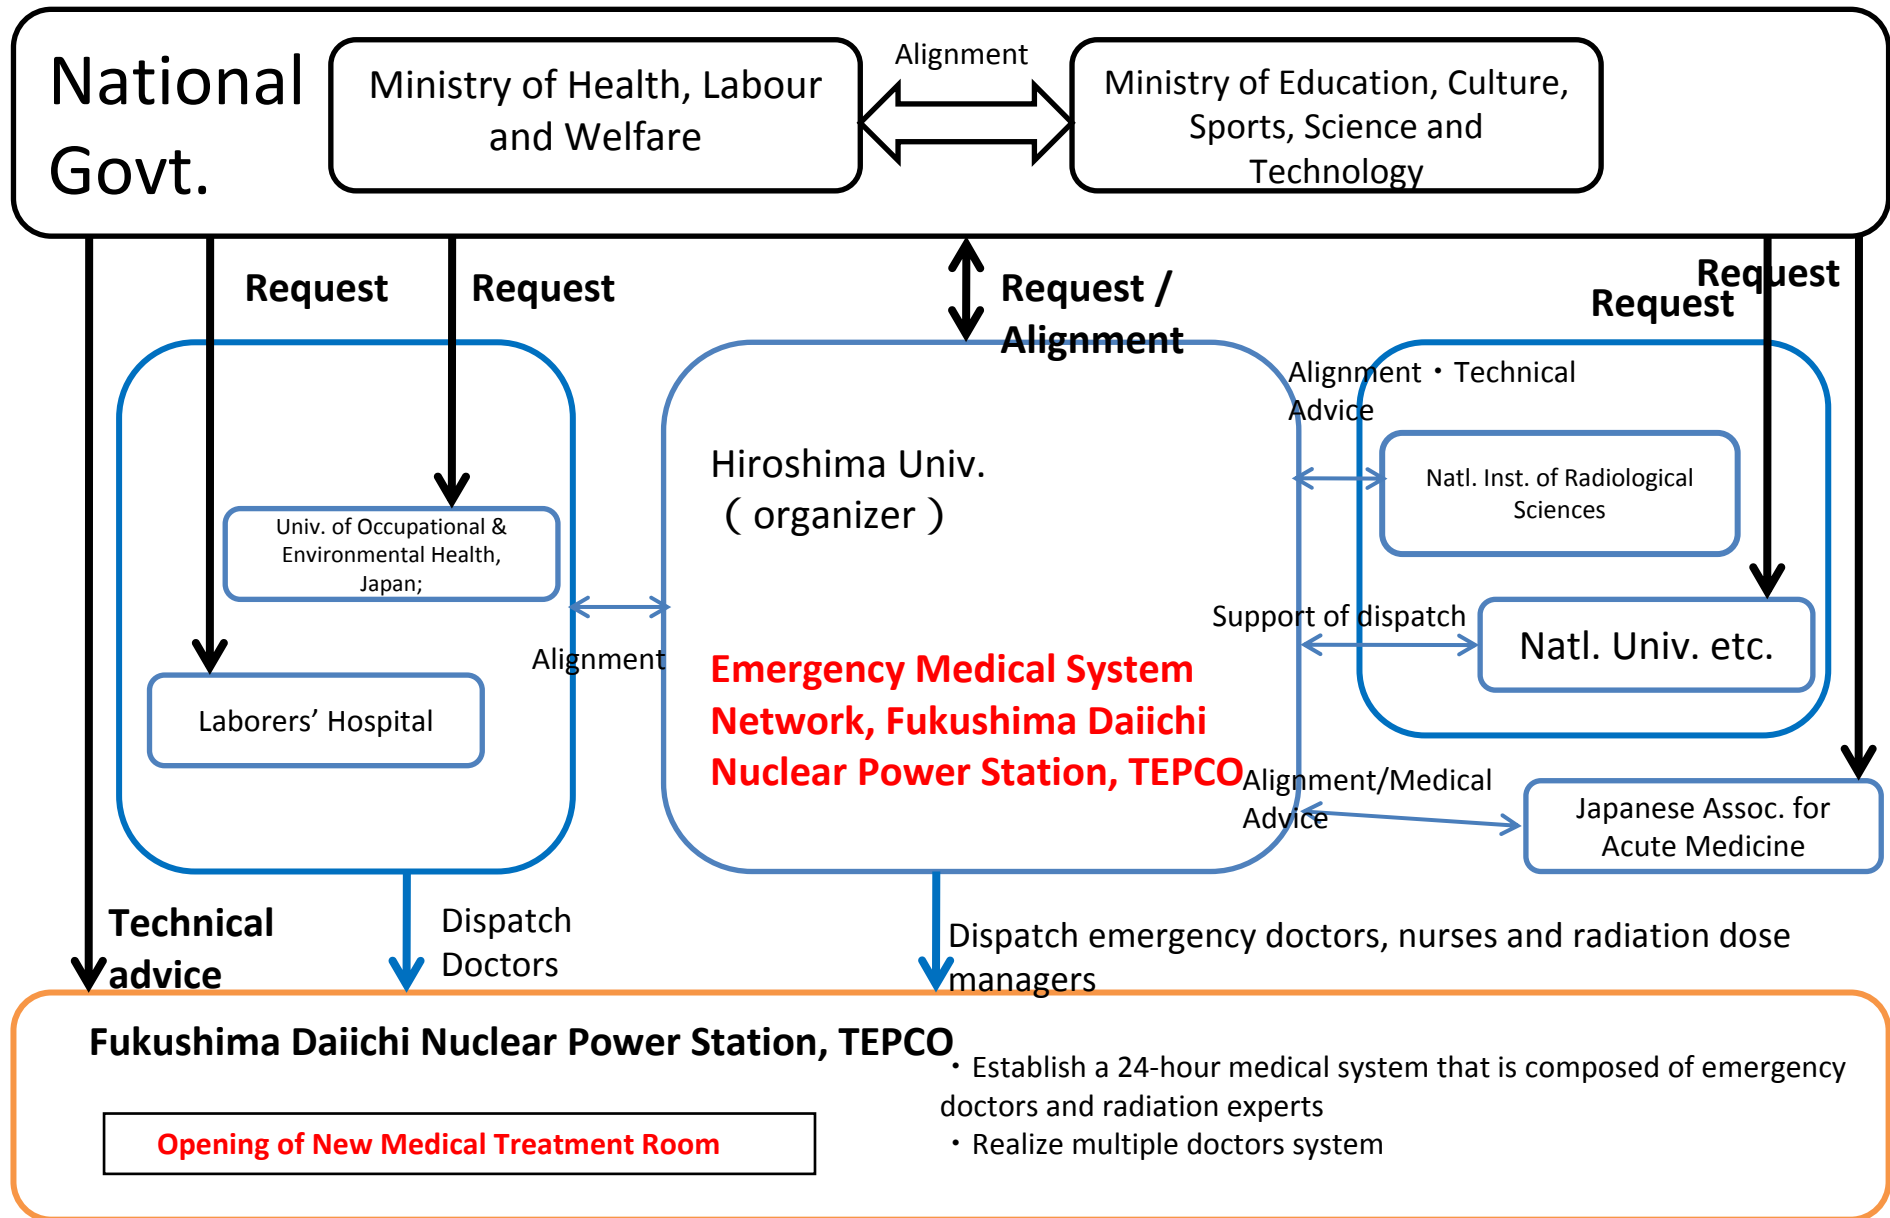 National
Govt.
Ministry of Health, Labour
and Welfare
Alignment
Ministry of Education, Culture,
Sports, Science and
Technology
Request
Request
Request /
Alignment
Request
Request
Alignment・Technical
Advice
Hiroshima Univ.
（organizer）
Natl. Inst. of Radiological
Sciences
Univ. of Occupational &
Environmental Health,
Japan;
Support of dispatch
Natl. Univ. etc.
Alignment
Laborers’ Hospital
Emergency Medical System
Network, Fukushima Daiichi
Nuclear Power Station, TEPCO
Alignment/Medical
Advice
Japanese Assoc. for
Acute Medicine
Technical
advice
Dispatch
Doctors
Dispatch emergency doctors, nurses and radiation dose
managers
Fukushima Daiichi Nuclear Power Station, TEPCO
Opening of New Medical Treatment Room
・Establish a 24-hour medical system that is composed of emergency
doctors and radiation experts
・Realize multiple doctors system